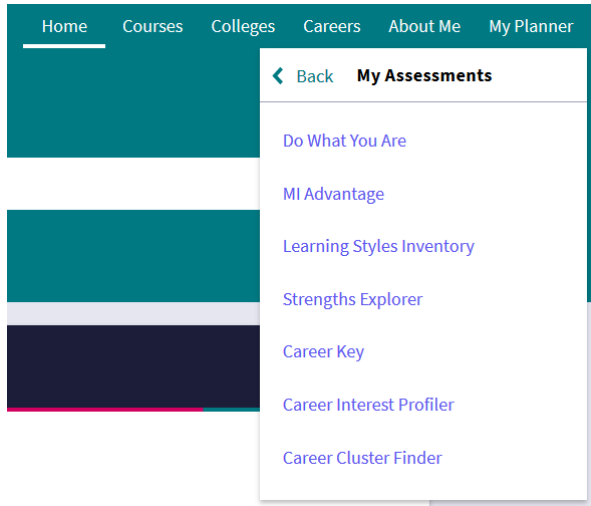 Home Courses Colleges Careers About Me My Planner
Back My Assessments
Do What You Are
MI Advantage
Learning Styles Inventory
Strengths Explorer
Career Key
Career Interest Profiler
Career Cluster Finder